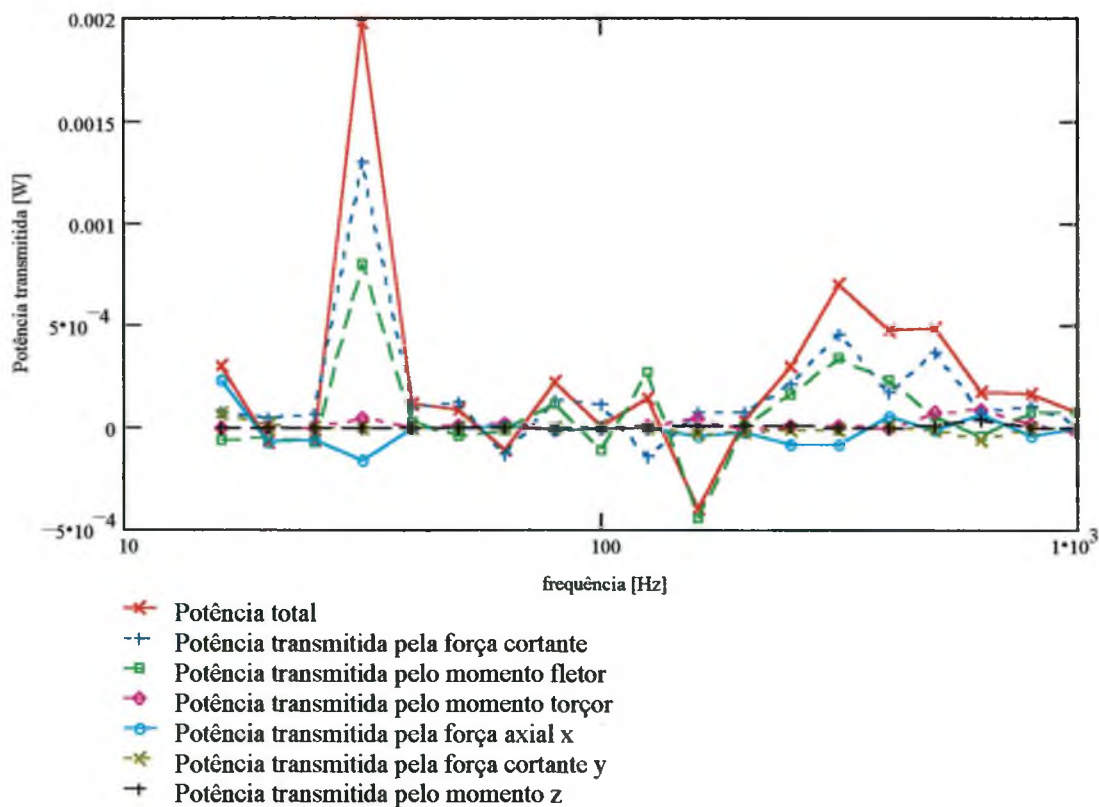 0.002
0.0015
0.001
5•10⁻⁴
0
−5•10⁻⁴
Potência transmitida [W]
10
100
1•10³
frequência [Hz]
Potência total
Potência transmitida pela força cortante
Potência transmitida pelo momento fletor
Potência transmitida pelo momento torçor
Potência transmitida pela força axial x
Potência transmitida pela força cortante y
Potência transmitida pelo momento z